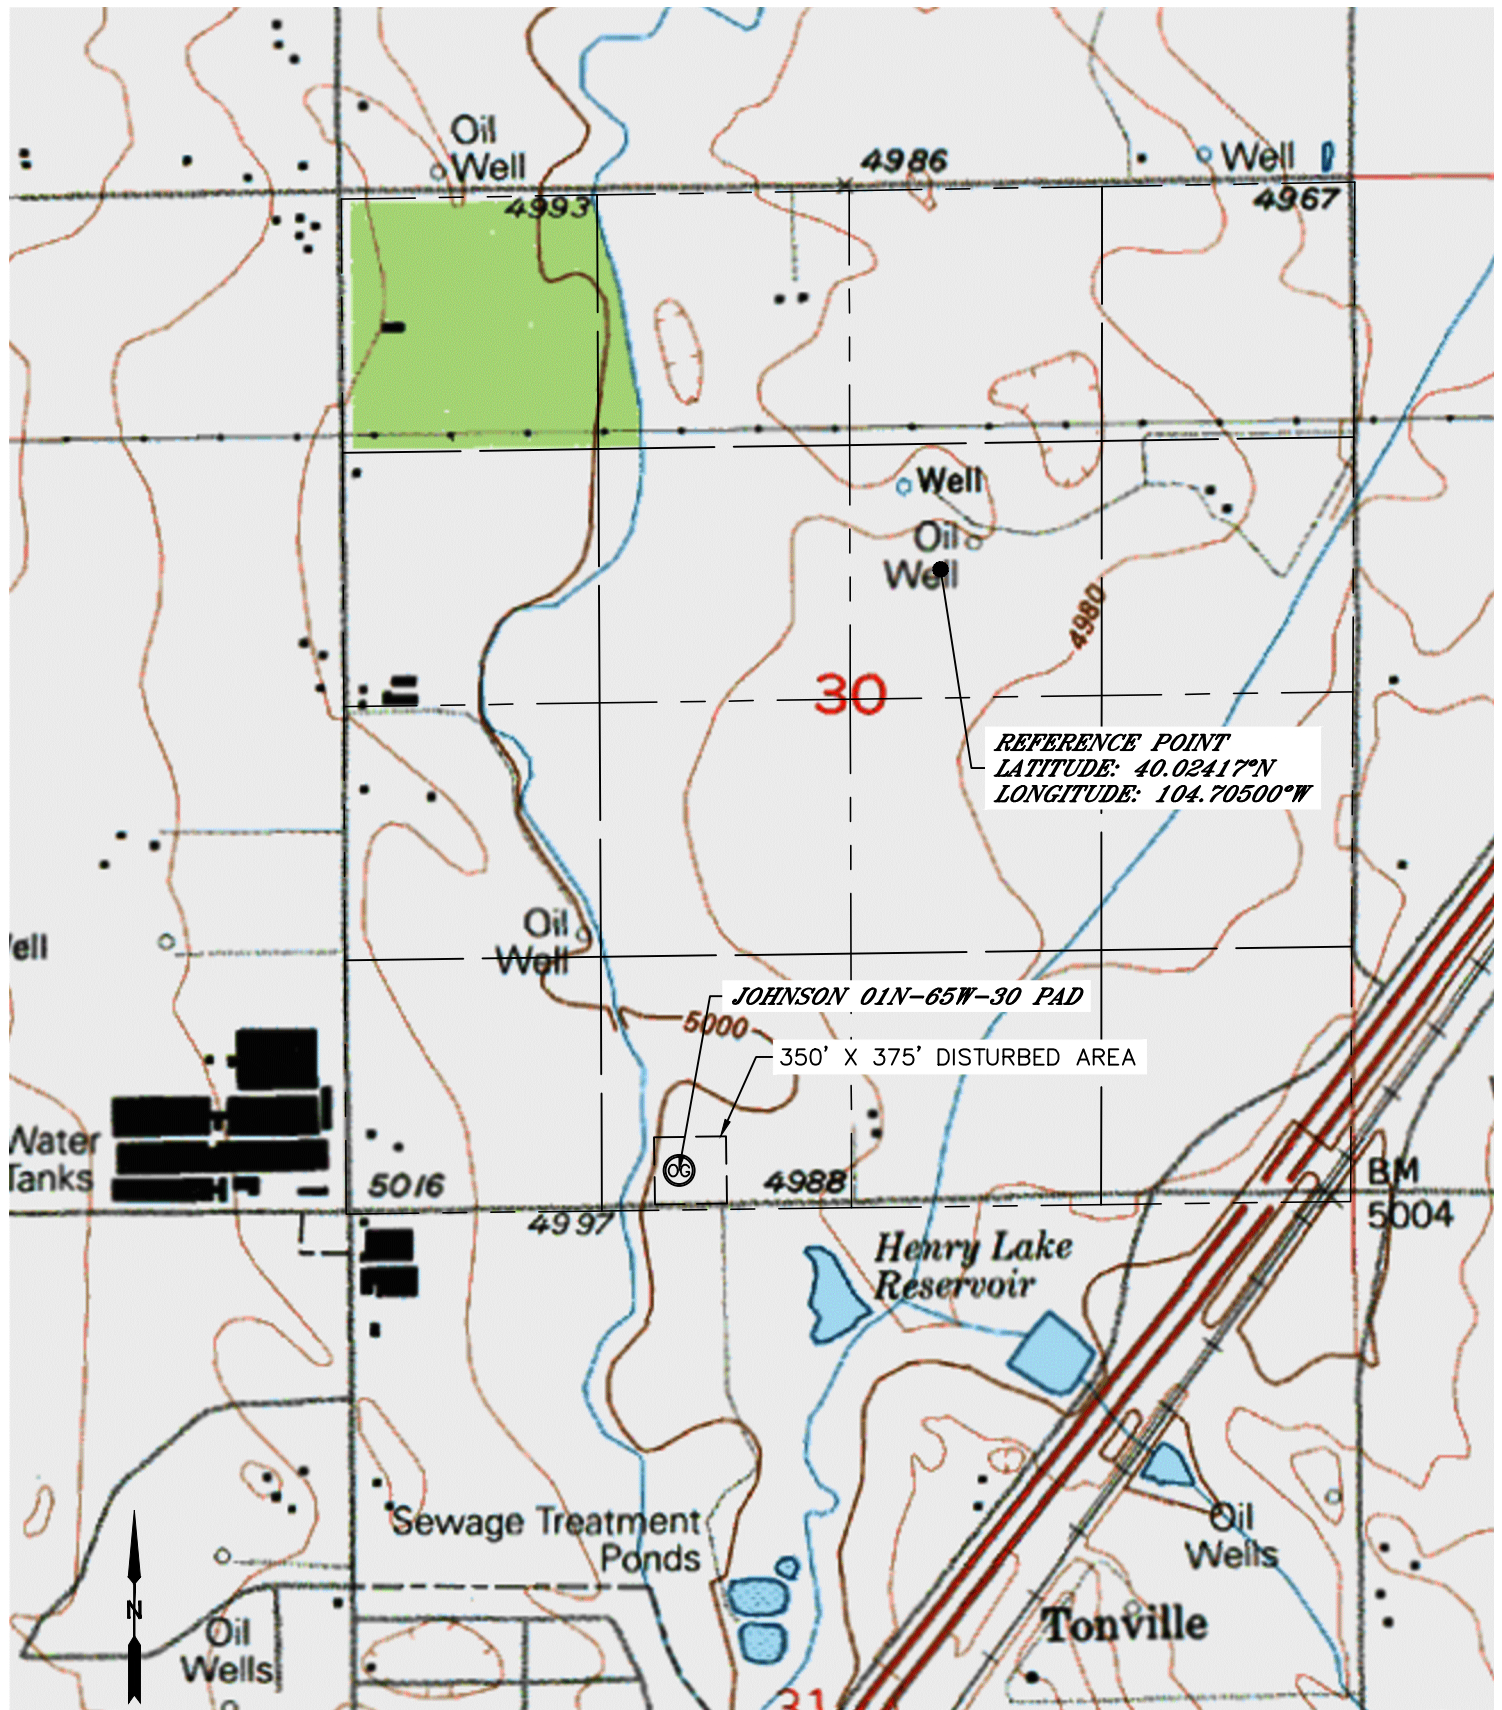 Oil
Well
4986
Well
4993
4967
Well
Oil
Well
4980
30
REFERENCE POINT
LATITUDE: 40.02417°N
LONGITUDE: 104.70500°W
Oil
Well
JOHNSON 01N-65W-30 PAD
5000
350' X 375' DISTURBED AREA
Water
Tanks
5016
OG
4988
BM
5004
4997
Henry Lake
Reservoir
Sewage Treatment
Ponds
Oil
Wells
N
Oil
Wells
Tonville
31